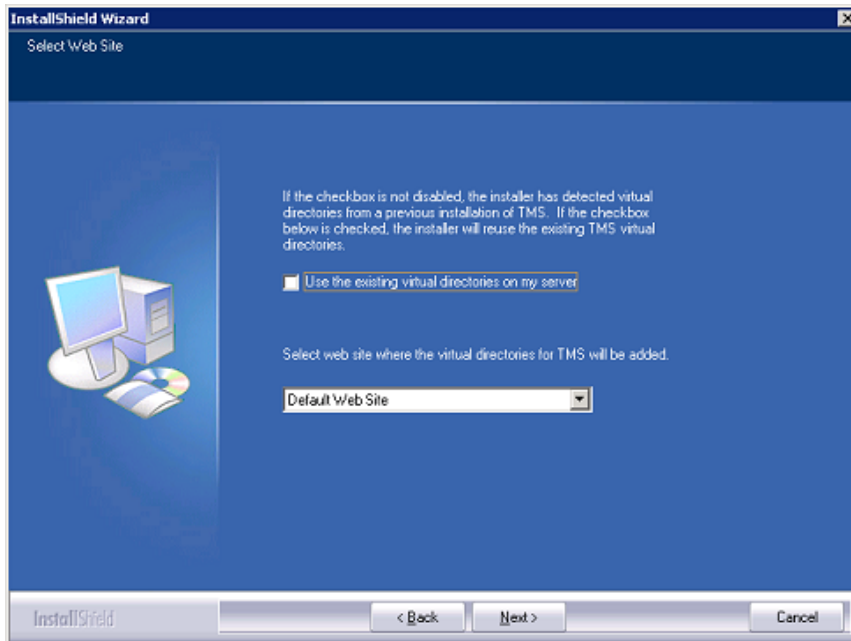 InstallShield Wizard
Select Web Site
If the checkbox is not disabled, the installer has detected virtual
directories from a previous installation of TMS. If the checkbox
below is checked, the installer will reuse the existing TMS virtual
directories.
Use the existing virtual directories on my server
Select web site where the virtual directories for TMS will be added.
Default Web Site
InstallShield
< Back
Next >
Cancel